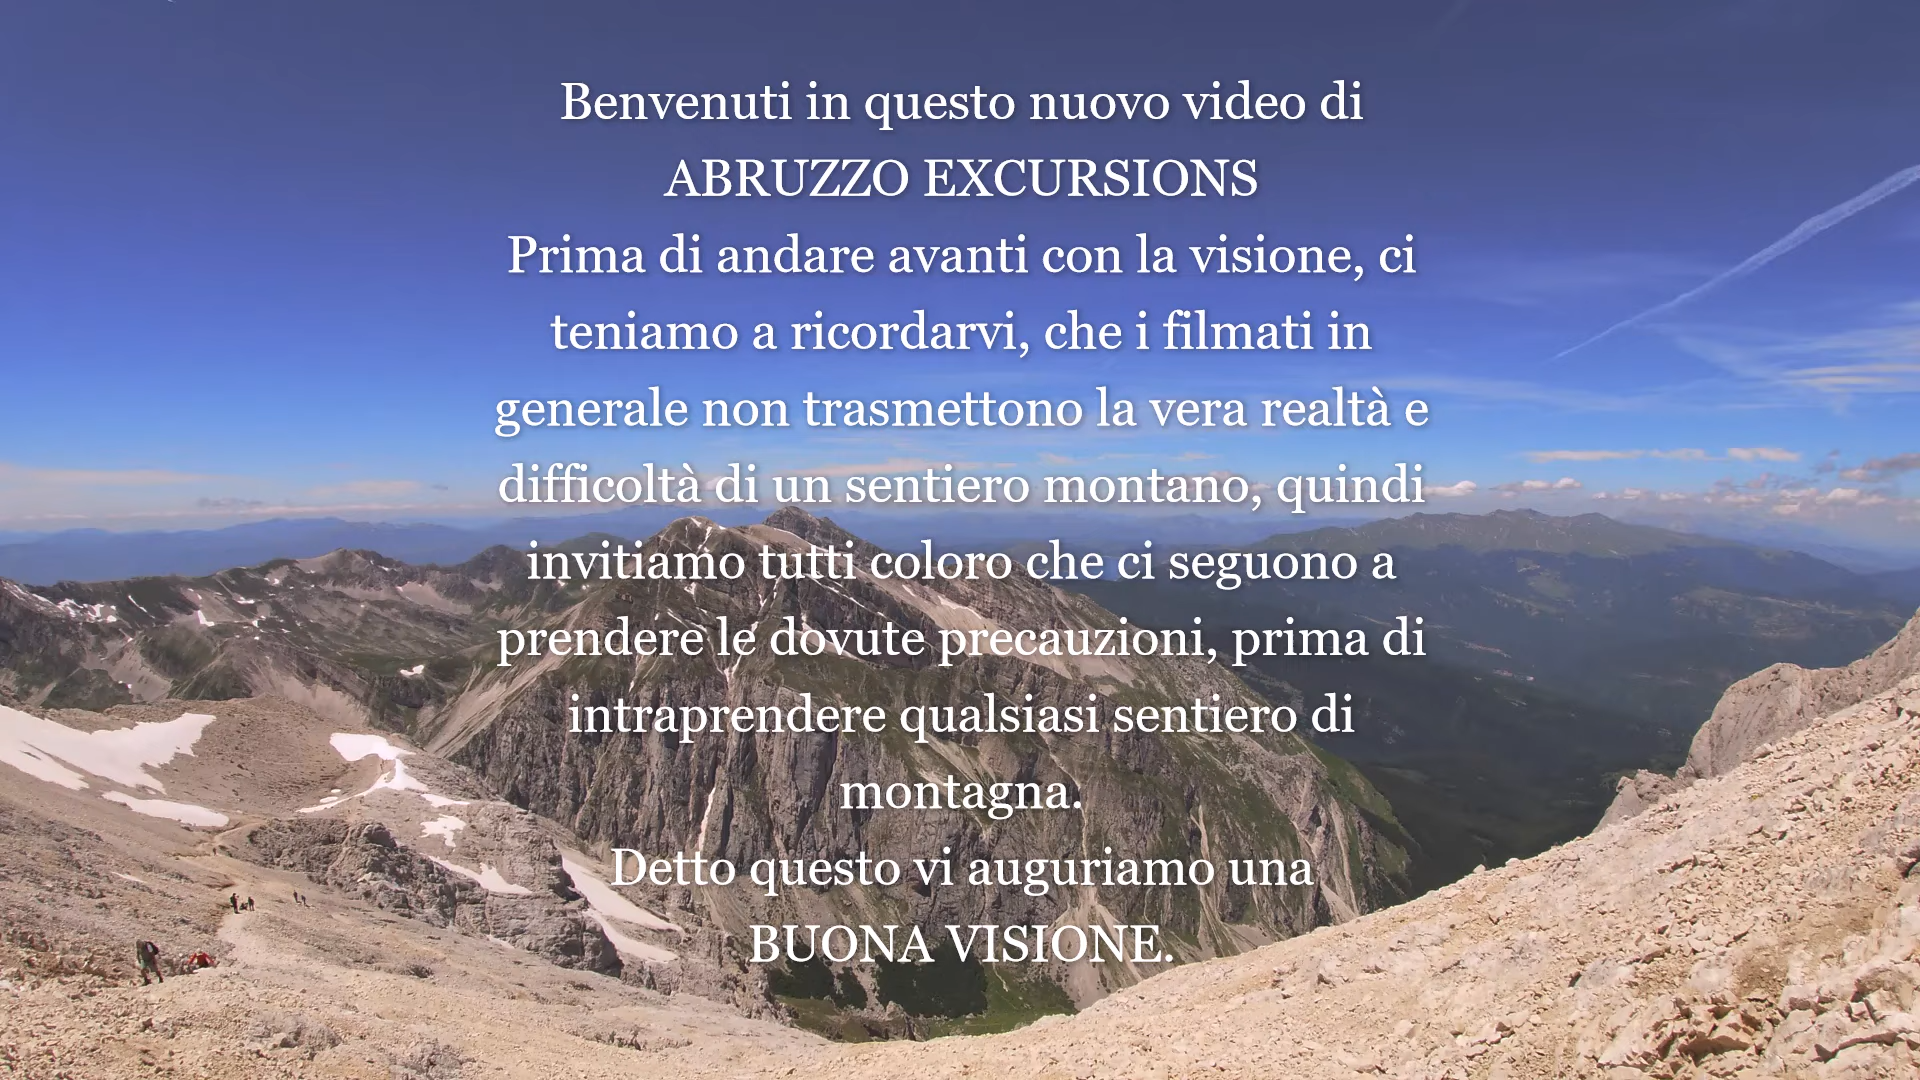 Benvenuti in questo nuovo video di
ABRUZZO EXCURSIONS
Prima di andare avanti con la visione, ci
teniamo a ricordarvi, che i filmati in
generale non trasmettono la vera realtà e
difficoltà di un sentiero montano, quindi
invitiamo tutti coloro che ci seguono a
prendere le dovute precauzioni, prima di
intraprendere qualsiasi sentiero di
montagna.
Detto questo vi auguriamo una
BUONA VISIONE.